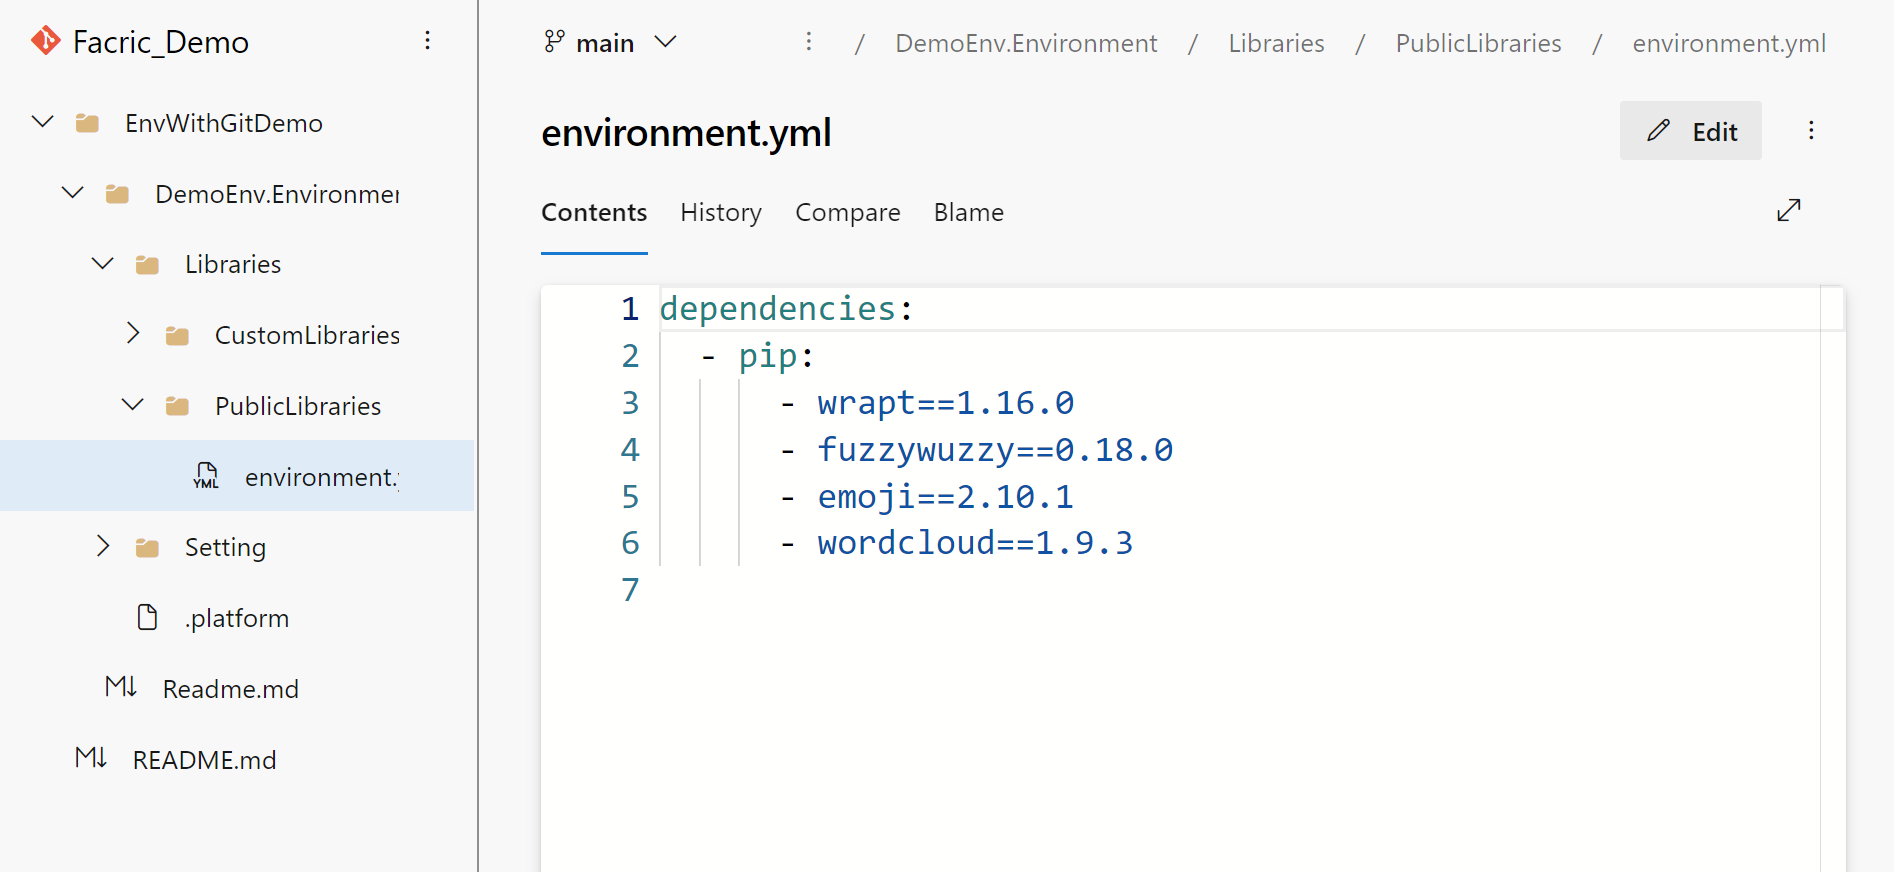 Facric_Demo
EnvWithGitDemo
DemoEnv.Environmer
Libraries
CustomLibraries
PublicLibraries
YML environment.
Setting
.platform
M↓ Readme.md
M↓ README.md
main / DemoEnv.Environment / Libraries / PublicLibraries / environment.yml
environment.yml
Edit
Contents History Compare Blame
1 dependencies:
2 - pip:
3 - wrapt==1.16.0
4 - fuzzywuzzy==0.18.0
5 - emoji==2.10.1
6 - wordcloud==1.9.3
7